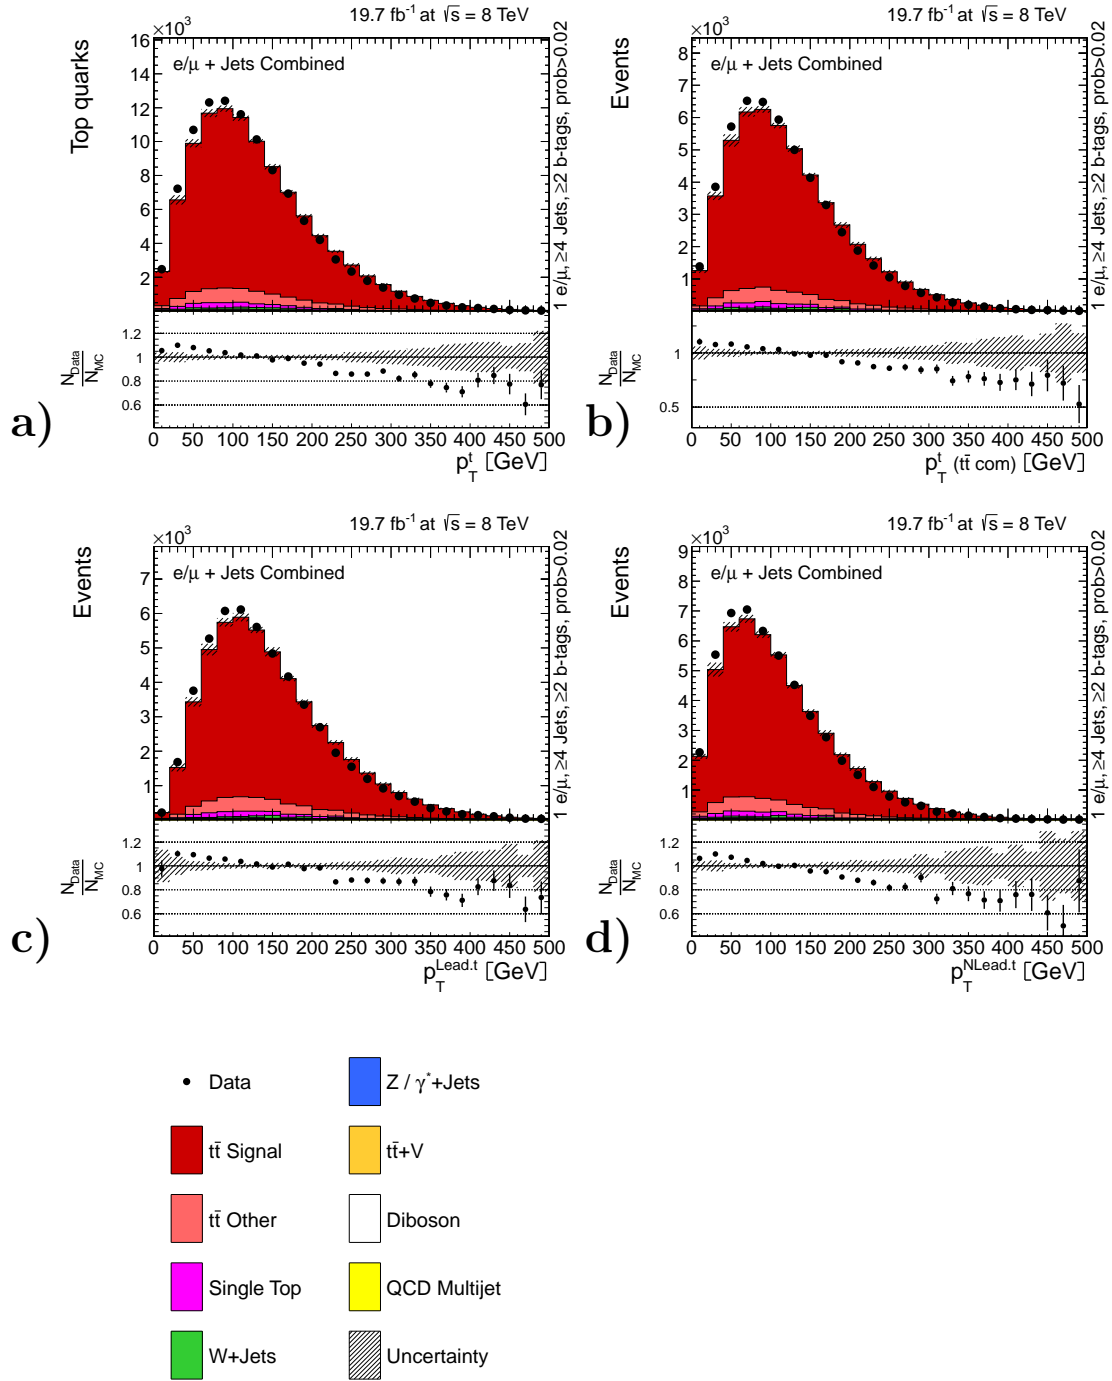 19.7 fb⁻¹ at √s = 8 TeV
×10³
e/μ + Jets Combined
Top quarks
16
14
12
10
8
6
4
2
1 e/μ, ≥4 Jets, ≥2 b-tags, prob>0.02
N_Data / N_MC
1.2
1
0.8
0.6
a)
0 50 100 150 200 250 300 350 400 450 500
p_T^t [GeV]
19.7 fb⁻¹ at √s = 8 TeV
×10³
e/μ + Jets Combined
Events
8
7
6
5
4
3
2
1
1 e/μ, ≥4 Jets, ≥2 b-tags, prob>0.02
N_Data / N_MC
1
0.5
b)
0 50 100 150 200 250 300 350 400 450 500
p_T^t (tt̄ com) [GeV]
19.7 fb⁻¹ at √s = 8 TeV
×10³
e/μ + Jets Combined
Events
7
6
5
4
3
2
1
1 e/μ, ≥4 Jets, ≥2 b-tags, prob>0.02
N_Data / N_MC
1.2
1
0.8
0.6
c)
0 50 100 150 200 250 300 350 400 450 500
p_T^Lead.t [GeV]
19.7 fb⁻¹ at √s = 8 TeV
×10³
e/μ + Jets Combined
Events
9
8
7
6
5
4
3
2
1
1 e/μ, ≥4 Jets, ≥2 b-tags, prob>0.02
N_Data / N_MC
1.2
1
0.8
0.6
d)
0 50 100 150 200 250 300 350 400 450 500
p_T^NLead.t [GeV]
Data
tt̄ Signal
tt̄ Other
Single Top
W+Jets
Z / γ*+Jets
tt̄+V
Diboson
QCD Multijet
Uncertainty